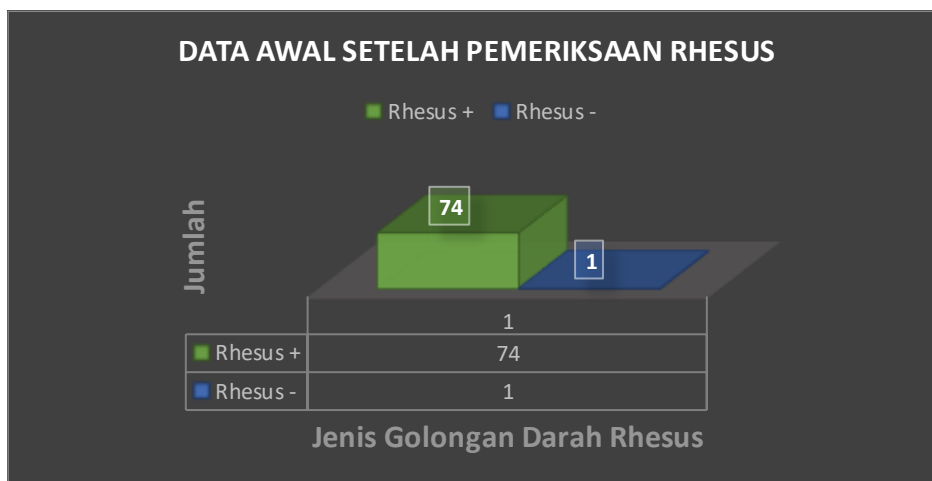 DATA AWAL SETELAH PEMERIKSAAN RHESUS
Rhesus + Rhesus -
Jumlah
74
1
1
Rhesus + 74
Rhesus - 1
Jenis Golongan Darah Rhesus